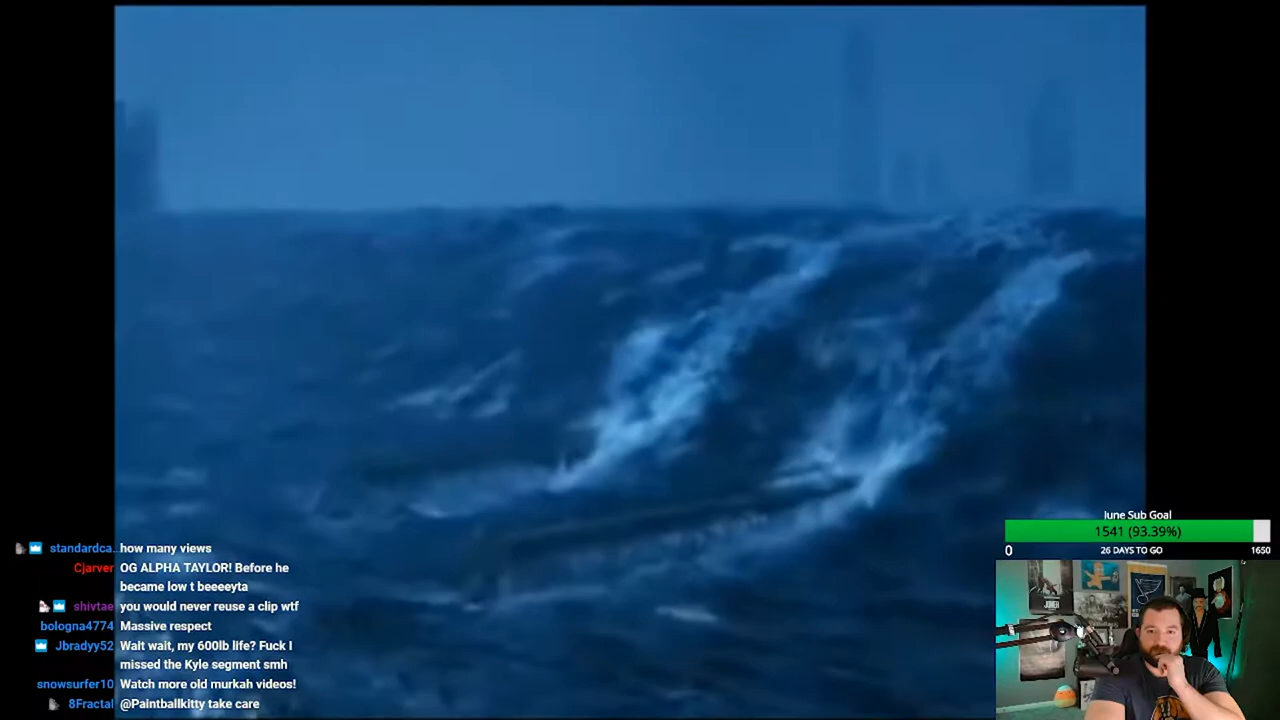 standardca.. how many views
Cjarver OG ALPHA TAYLOR! Before he
became low t beeeeyta
shivtae you would never reuse a clip wtf
bologna4774 Massive respect
Jbradyy52 Wait wait, my 600lb life? Fuck I
missed the Kyle segment smh
snowsurfer10 Watch more old murkah videos!
8Fractal @Paintballkitty take care
June Sub Goal
1541 (93.39%)
0 26 DAYS TO GO 1650